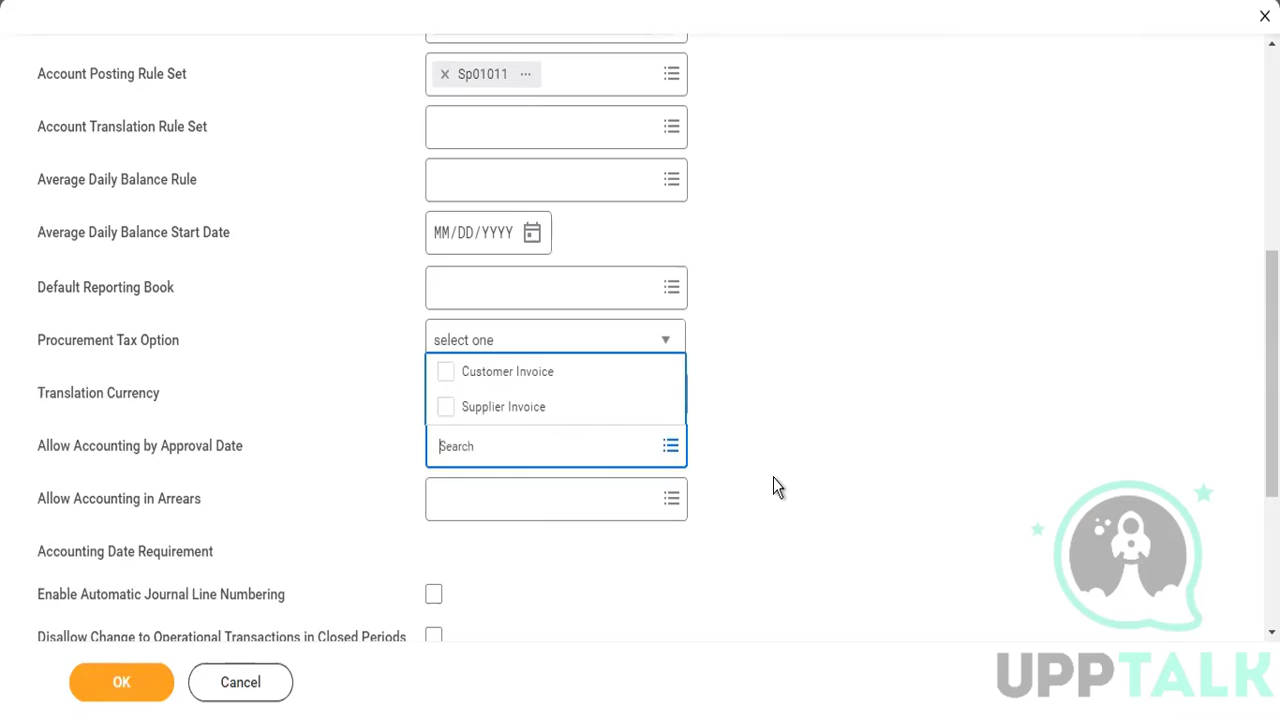 X
Account Posting Rule Set
× Sp01011 ...
Account Translation Rule Set
Average Daily Balance Rule
Average Daily Balance Start Date
MM/DD/YYYY
Default Reporting Book
Procurement Tax Option
select one
Customer Invoice
Translation Currency
Supplier Invoice
Allow Accounting by Approval Date
Search
Allow Accounting in Arrears
Accounting Date Requirement
Enable Automatic Journal Line Numbering
Disallow Change to Operational Transactions in Closed Periods
OK
Cancel
UPPTALK